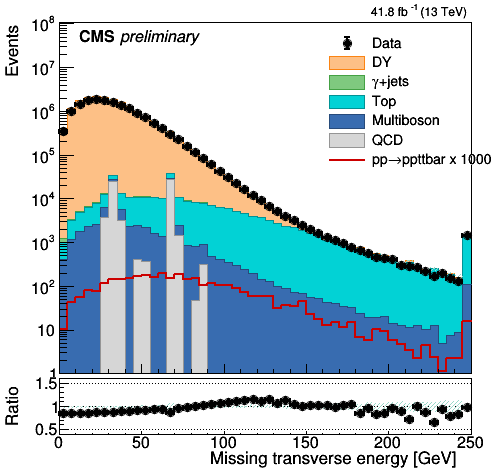 41.8 fb⁻¹ (13 TeV)
CMS preliminary
Events
10⁸
10⁷
10⁶
10⁵
10⁴
10³
10²
10
1
Data
DY
γ+jets
Top
Multiboson
QCD
pp→ppttbar x 1000
Ratio
1.5
1
0.5
0 50 100 150 200 250
Missing transverse energy [GeV]